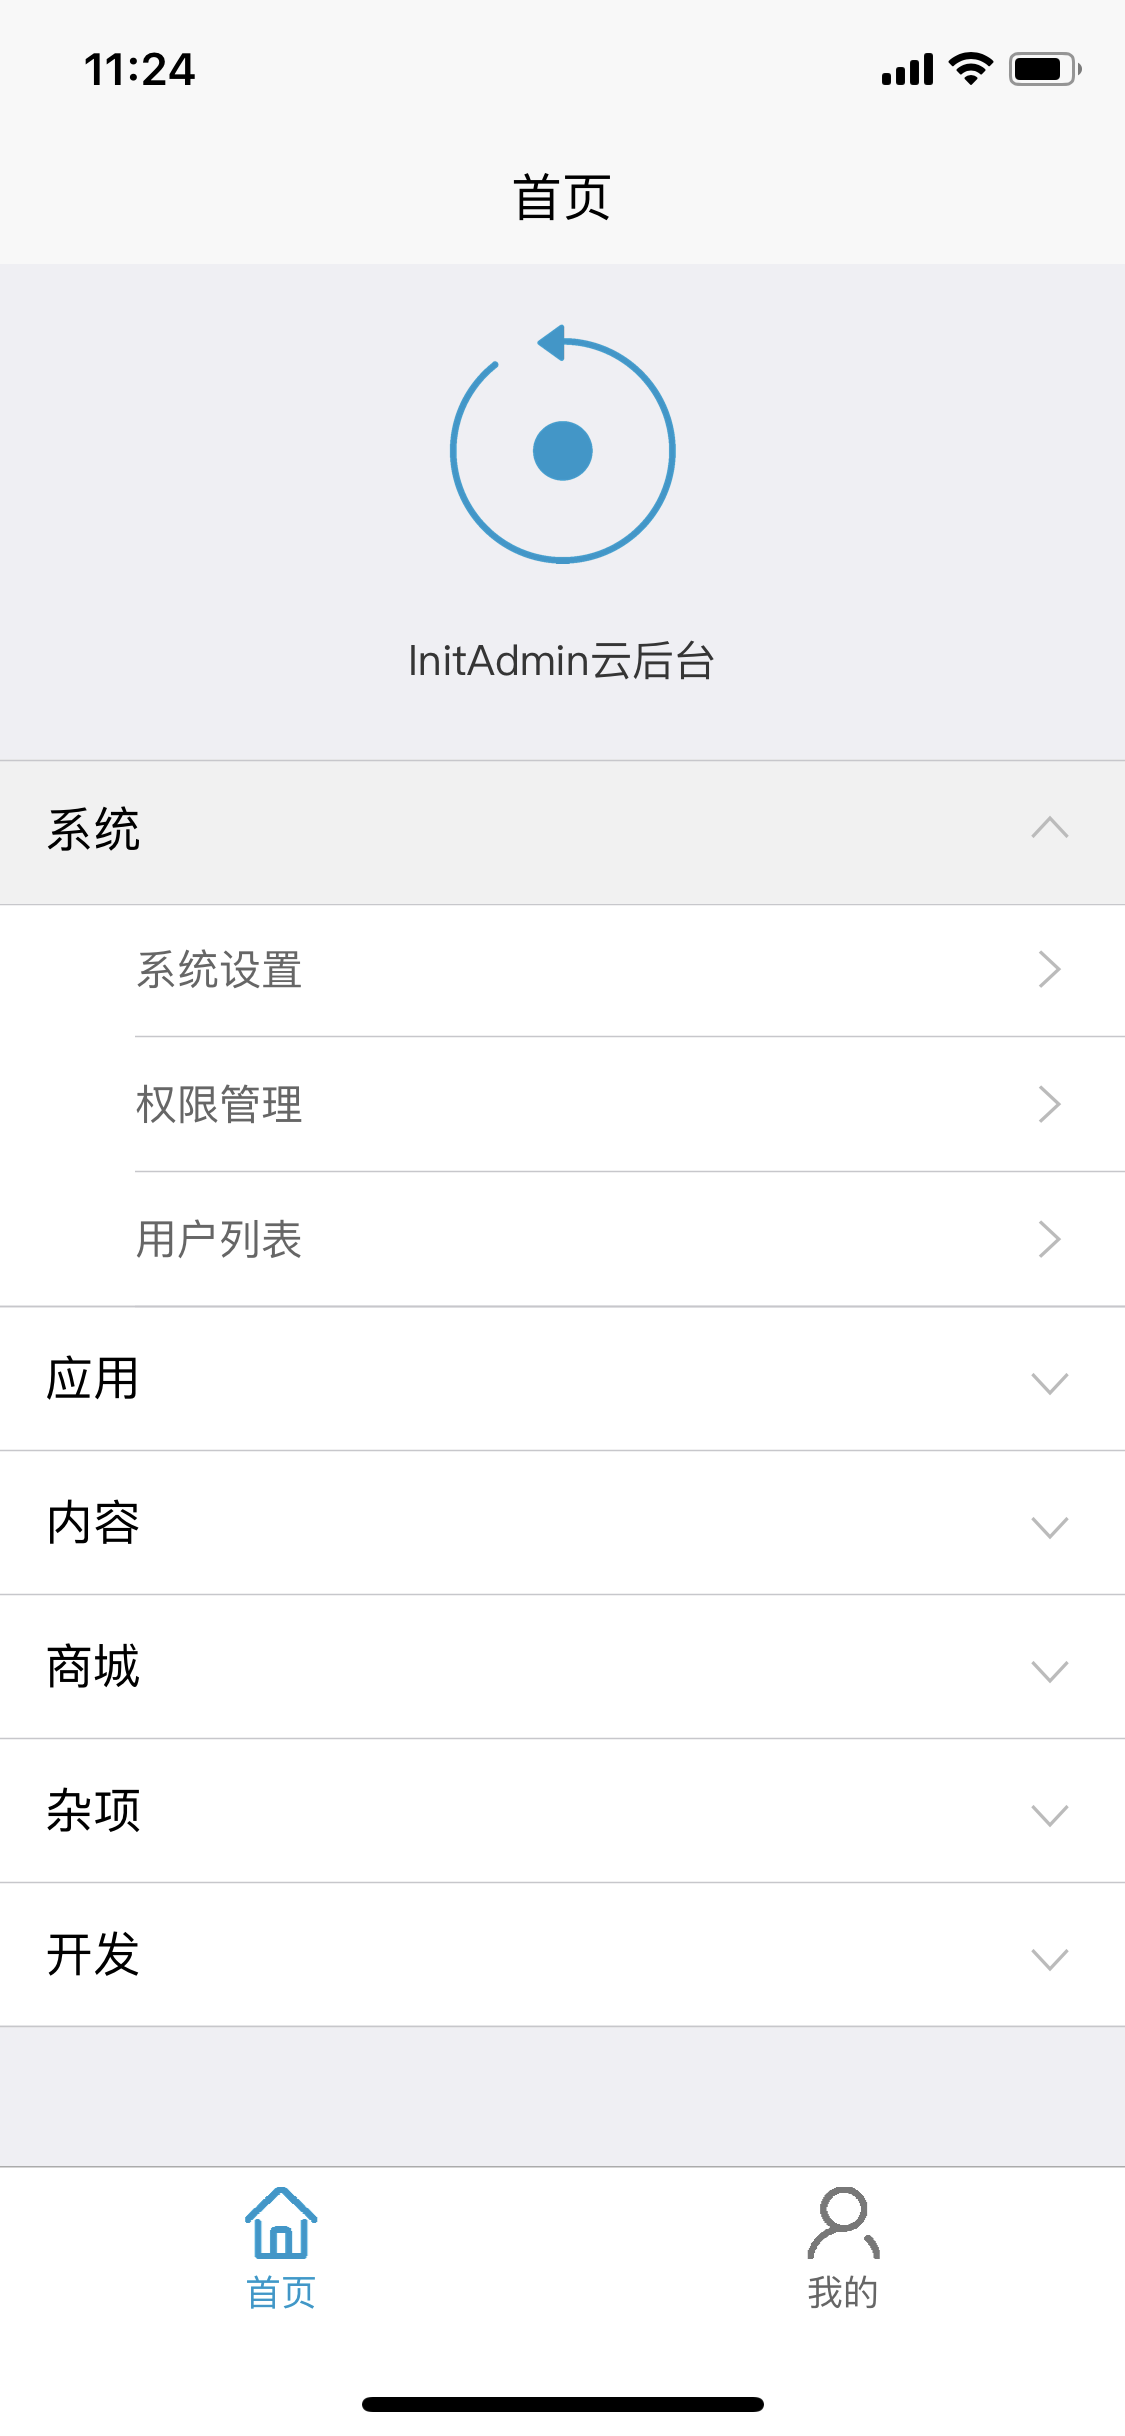 11:24
首页
InitAdmin云后台
系统
系统设置
权限管理
用户列表
应用
内容
商城
杂项
开发
首页
我的